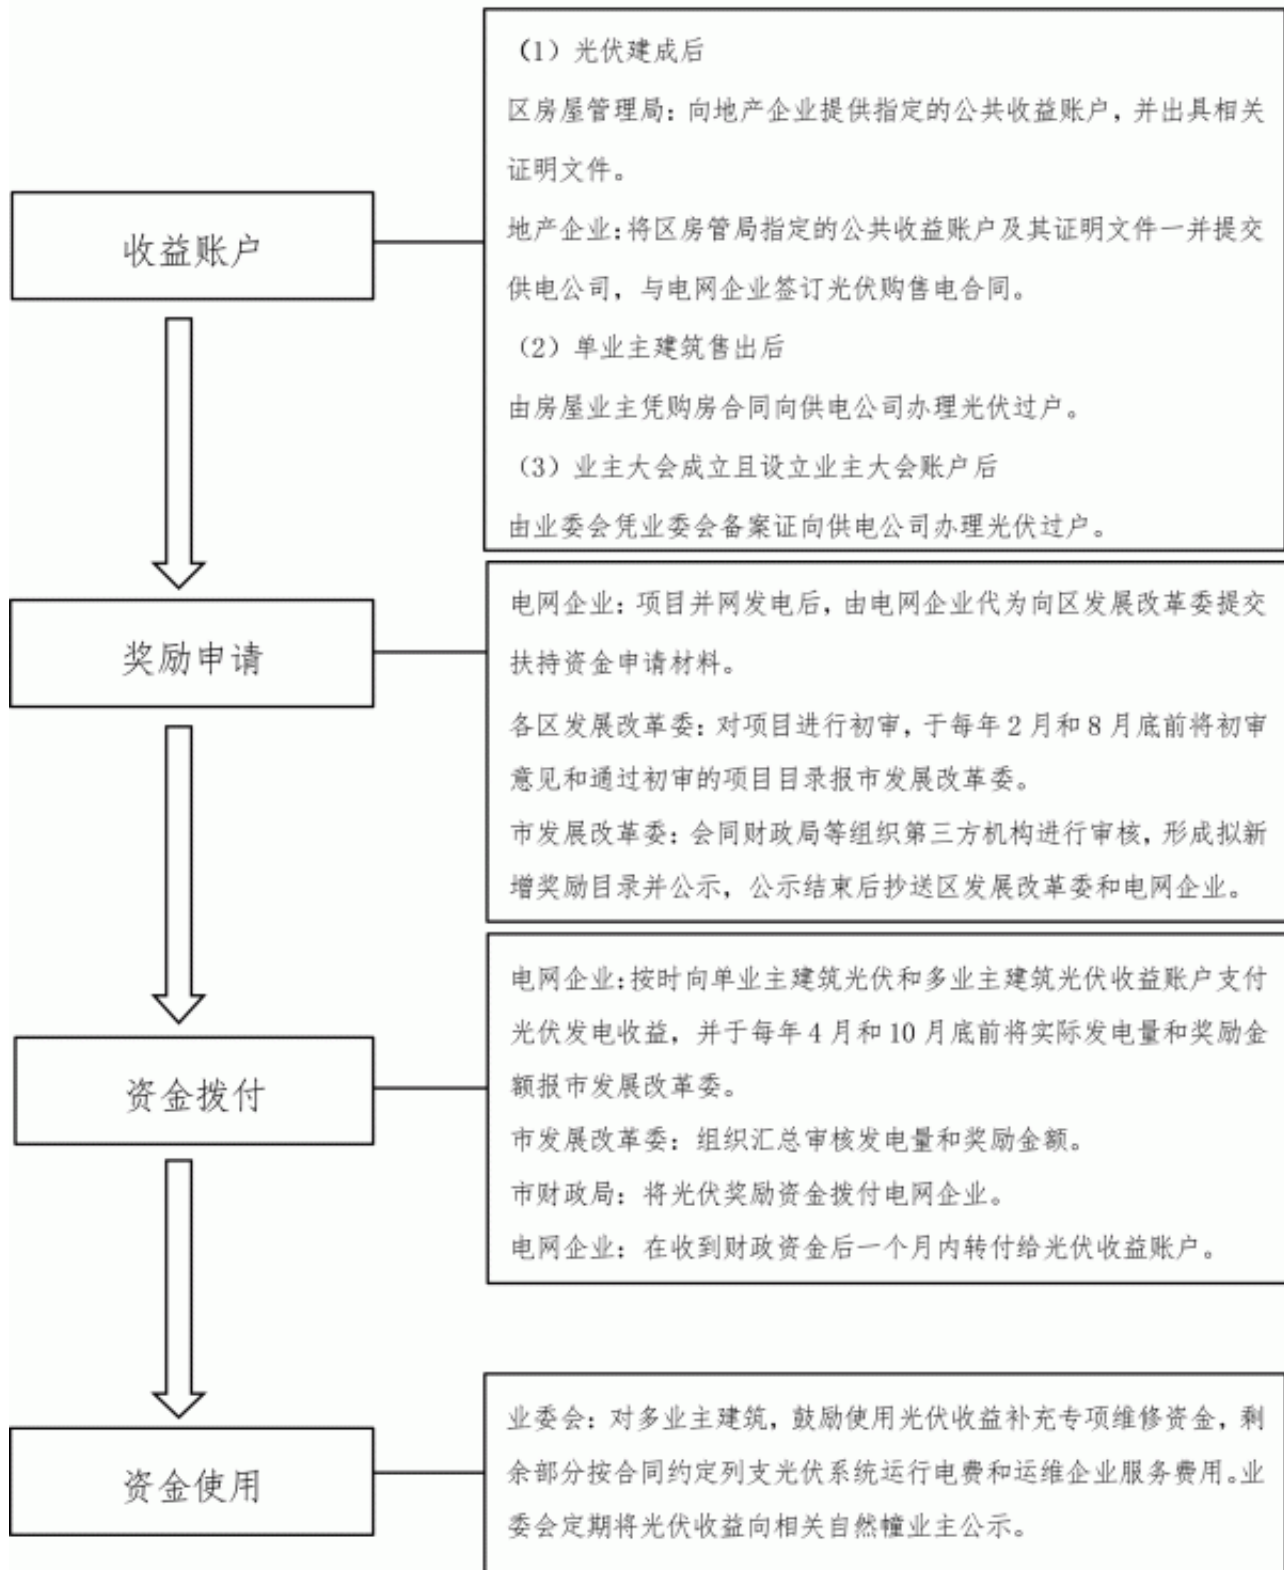 收益账户
（1）光伏建成后
区房屋管理局：向地产企业提供指定的公共收益账户，并出具相关
证明文件。
地产企业：将区房管局指定的公共收益账户及其证明文件一并提交
供电公司，与电网企业签订光伏购售电合同。
（2）单业主建筑售出后
由房屋业主凭购房合同向供电公司办理光伏过户。
（3）业主大会成立且设立业主大会账户后
由业委会凭业委会备案证向供电公司办理光伏过户。
奖励申请
电网企业：项目并网发电后，由电网企业代为向区发展改革委提交
扶持资金申请材料。
各区发展改革委：对项目进行初审，于每年 2 月和 8 月底前将初审
意见和通过初审的项目目录报市发展改革委。
市发展改革委：会同财政局等组织第三方机构进行审核，形成拟新
增奖励目录并公示，公示结束后抄送区发展改革委和电网企业。
资金拨付
电网企业：按时向单业主建筑光伏和多业主建筑光伏收益账户支付
光伏发电收益，并于每年 4 月和 10 月底前将实际发电量和奖励金
额报市发展改革委。
市发展改革委：组织汇总审核发电量和奖励金额。
市财政局：将光伏奖励资金拨付电网企业。
电网企业：在收到财政资金后一个月内转付给光伏收益账户。
资金使用
业委会：对多业主建筑，鼓励使用光伏收益补充专项维修资金，剩
余部分按合同约定列支光伏系统运行电费和运维企业服务费用。业
委会定期将光伏收益向相关自然幢业主公示。